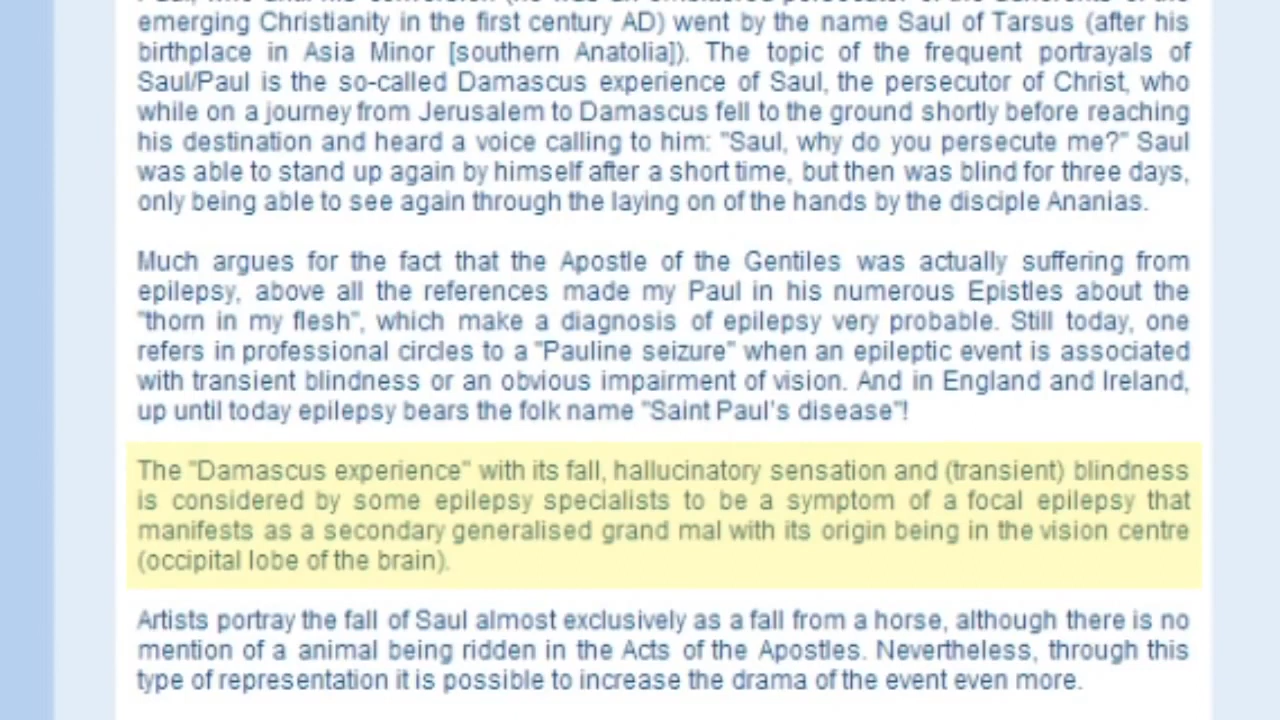 emerging Christianity in the first century AD) went by the name Saul of Tarsus (after his
birthplace in Asia Minor [southern Anatolia]). The topic of the frequent portrayals of
Saul/Paul is the so-called Damascus experience of Saul, the persecutor of Christ, who
while on a journey from Jerusalem to Damascus fell to the ground shortly before reaching
his destination and heard a voice calling to him: "Saul, why do you persecute me?" Saul
was able to stand up again by himself after a short time, but then was blind for three days,
only being able to see again through the laying on of the hands by the disciple Ananias.
Much argues for the fact that the Apostle of the Gentiles was actually suffering from
epilepsy, above all the references made my Paul in his numerous Epistles about the
"thorn in my flesh", which make a diagnosis of epilepsy very probable. Still today, one
refers in professional circles to a "Pauline seizure" when an epileptic event is associated
with transient blindness or an obvious impairment of vision. And in England and Ireland,
up until today epilepsy bears the folk name "Saint Paul's disease"!
The "Damascus experience" with its fall, hallucinatory sensation and (transient) blindness
is considered by some epilepsy specialists to be a symptom of a focal epilepsy that
manifests as a secondary generalised grand mal with its origin being in the vision centre
(occipital lobe of the brain).
Artists portray the fall of Saul almost exclusively as a fall from a horse, although there is no
mention of a animal being ridden in the Acts of the Apostles. Nevertheless, through this
type of representation it is possible to increase the drama of the event even more.